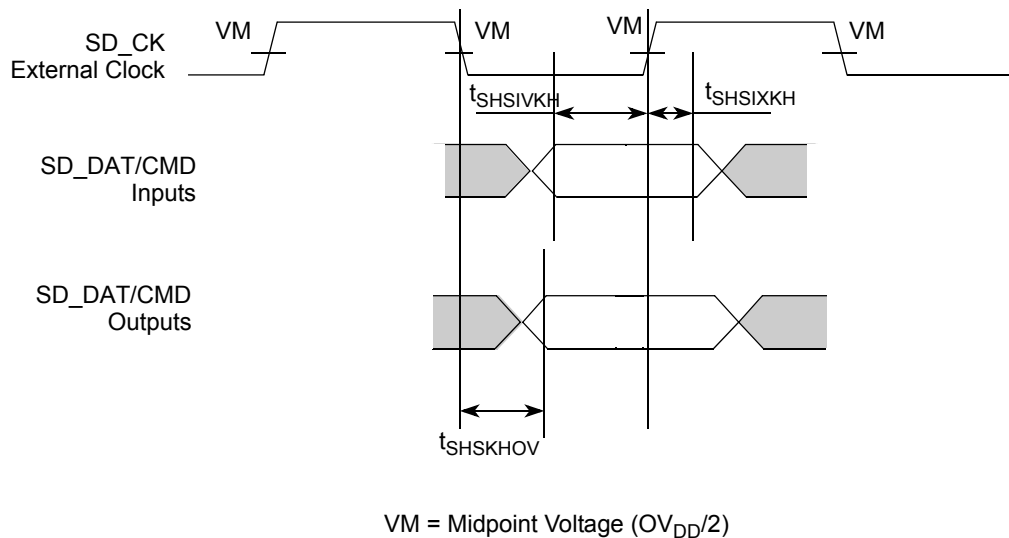 VM
VM
VM
VM
SD_CK
External Clock
tSHSIVKH
tSHSIXKH
SD_DAT/CMD
Inputs
SD_DAT/CMD
Outputs
tSHSKHOV
VM = Midpoint Voltage (OVDD/2)